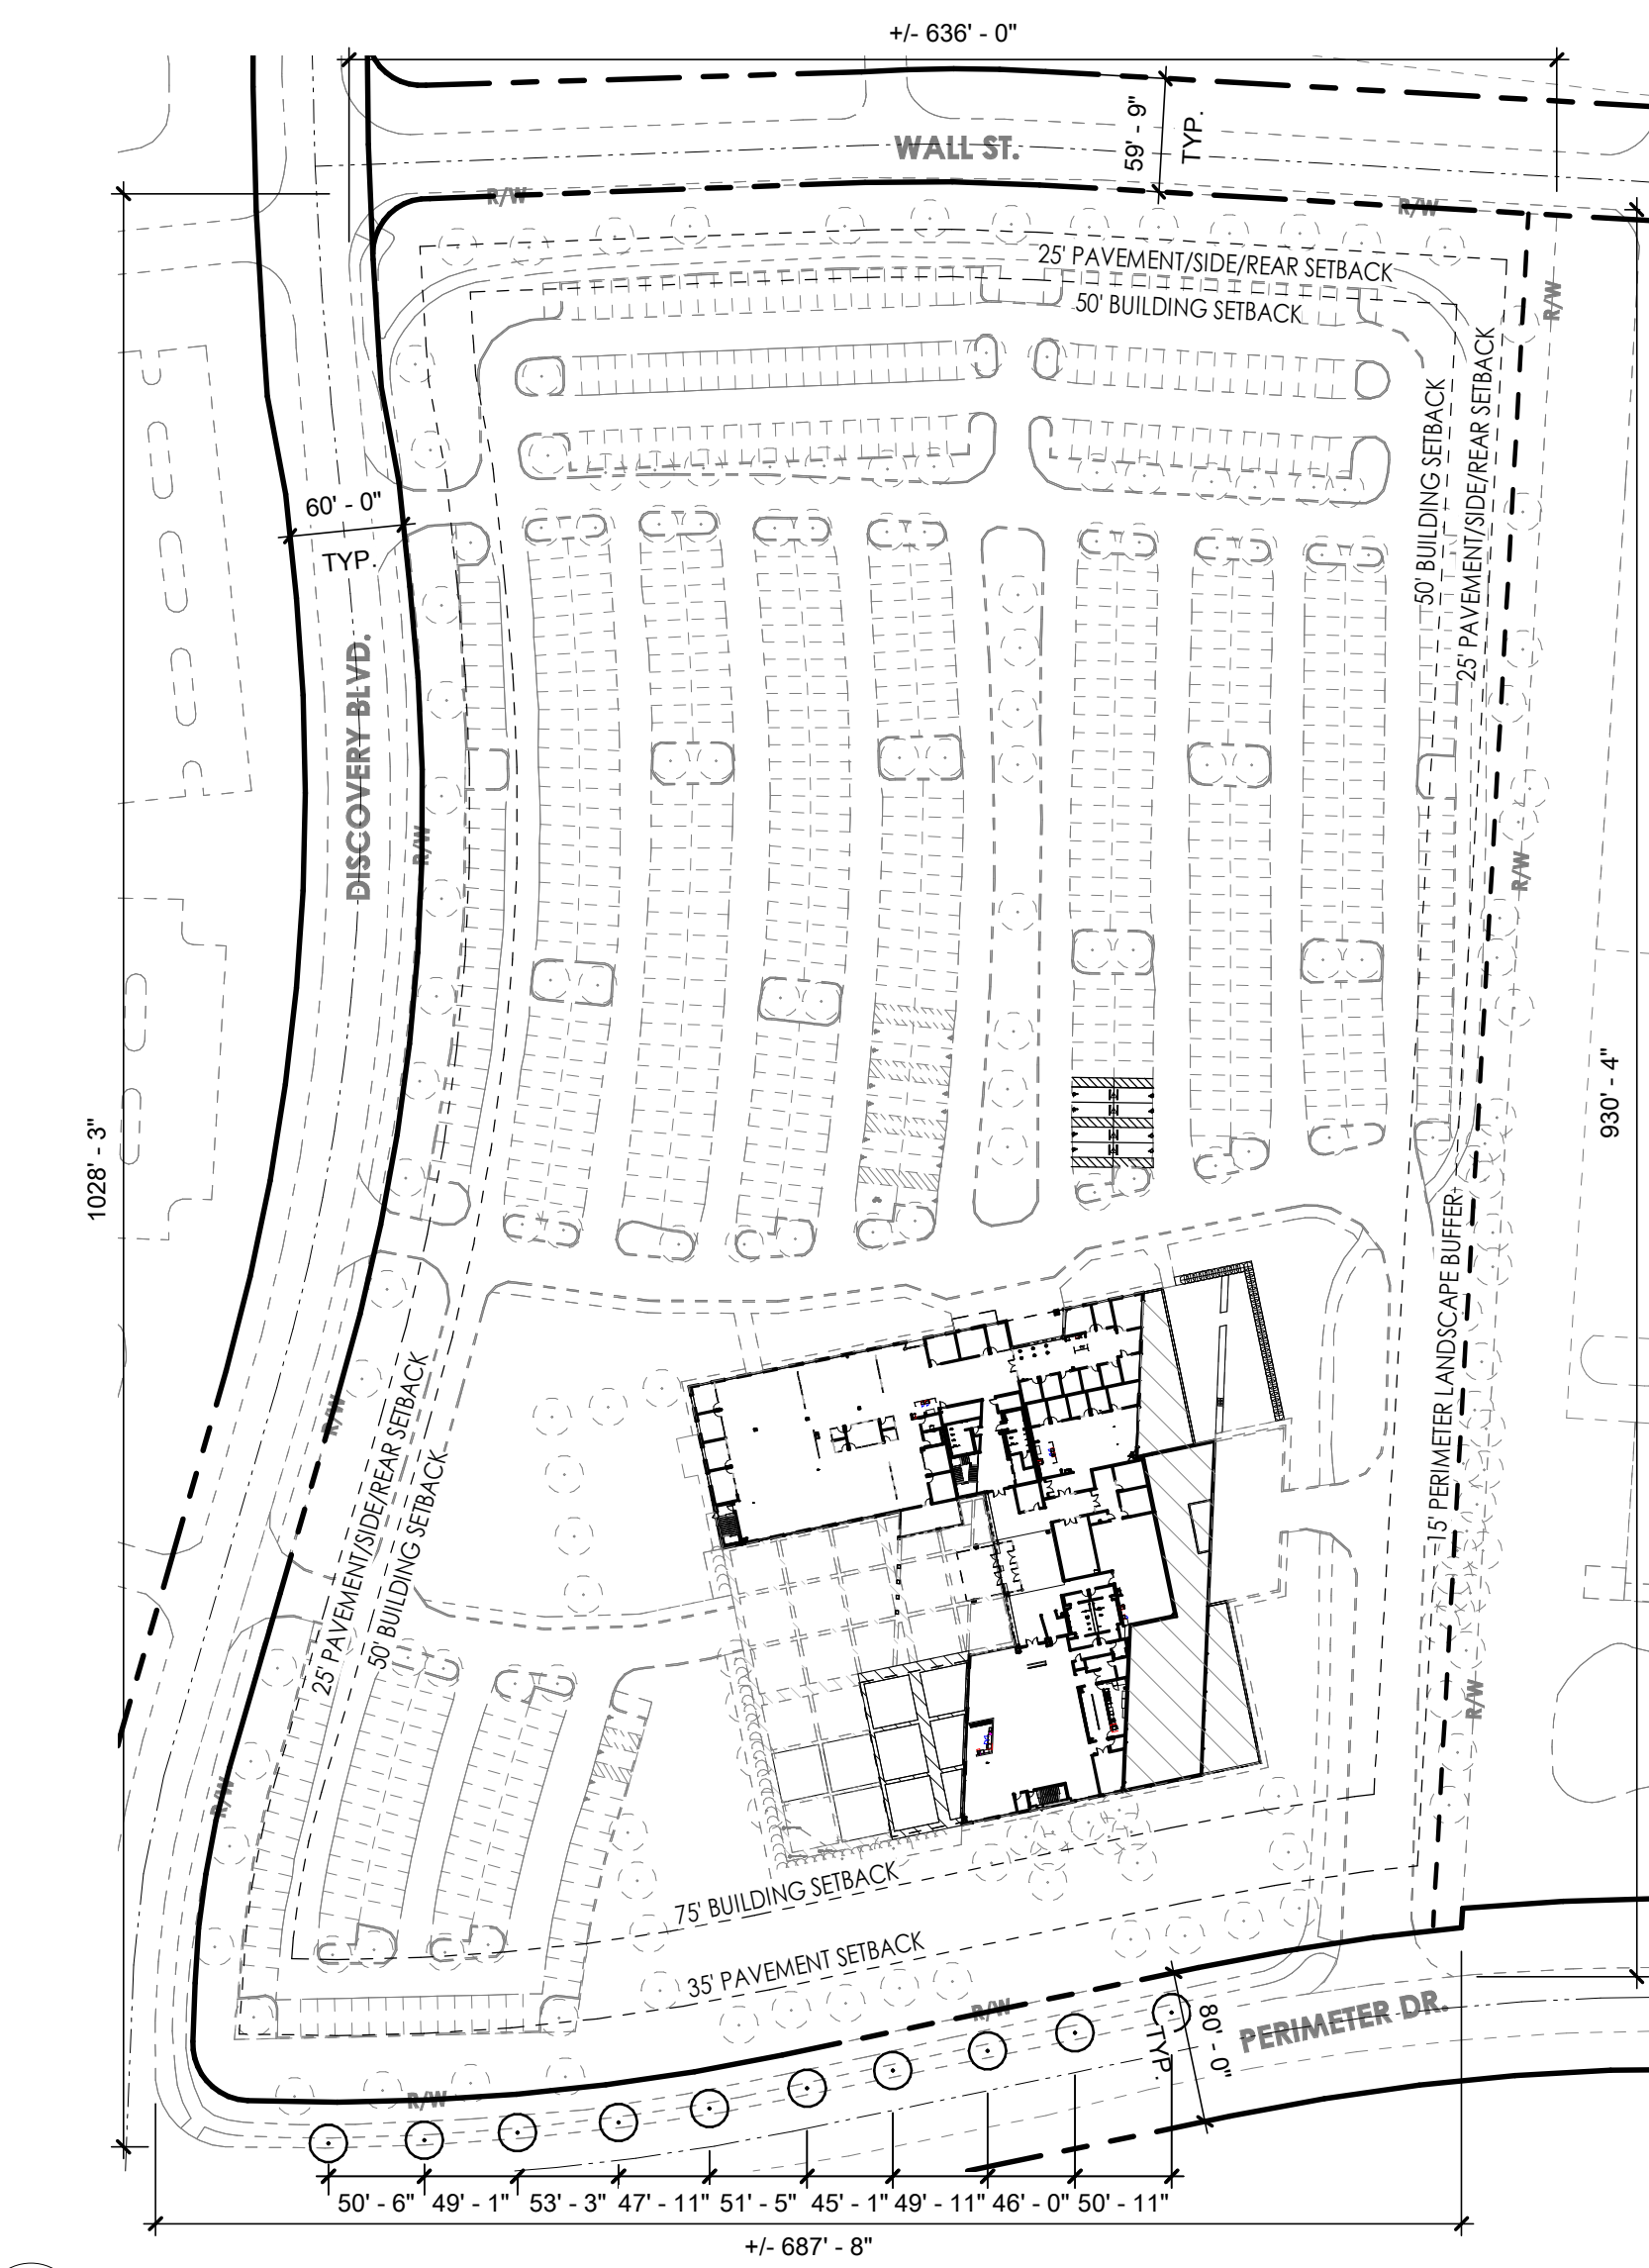 +/- 636' - 0"
59' - 9"
TYP.
WALL ST.
R/W
R/W
25' PAVEMENT/SIDE/REAR SETBACK
50' BUILDING SETBACK
R/W
50' BUILDING SETBACK
25' PAVEMENT/SIDE/REAR SETBACK
60' - 0"
TYP.
DISCOVERY BLVD.
R/W
R/W
1028' - 3"
930' - 4"
15' PERIMETER LANDSCAPE BUFFER
R/W
25' PAVEMENT/SIDE/REAR SETBACK
50' BUILDING SETBACK
R/W
R/W
75' BUILDING SETBACK
35' PAVEMENT SETBACK
R/W
80' - 0"
TYP.
PERIMETER DR.
R/W
50' - 6" 49' - 1" 53' - 3" 47' - 11" 51' - 5" 45' - 1" 49' - 11" 46' - 0" 50' - 11"
+/- 687' - 8"